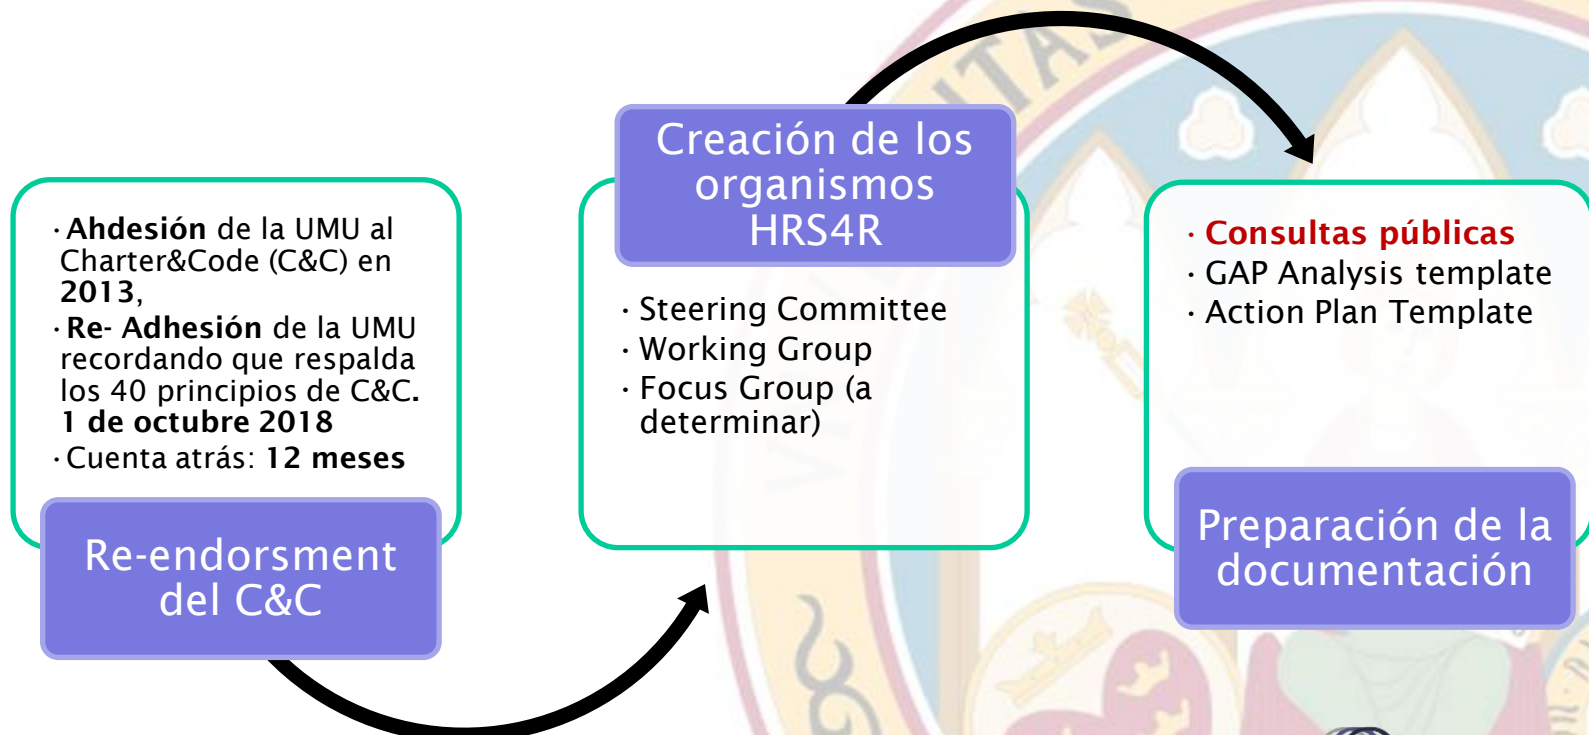 · Ahdesión de la UMU al
Charter&Code (C&C) en
2013,
· Re- Adhesión de la UMU
recordando que respalda
los 40 principios de C&C.
1 de octubre 2018
· Cuenta atrás: 12 meses
Re-endorsment
del C&C
Creación de los
organismos
HRS4R
· Steering Committee
· Working Group
· Focus Group (a
determinar)
· Consultas públicas
· GAP Analysis template
· Action Plan Template
Preparación de la
documentación